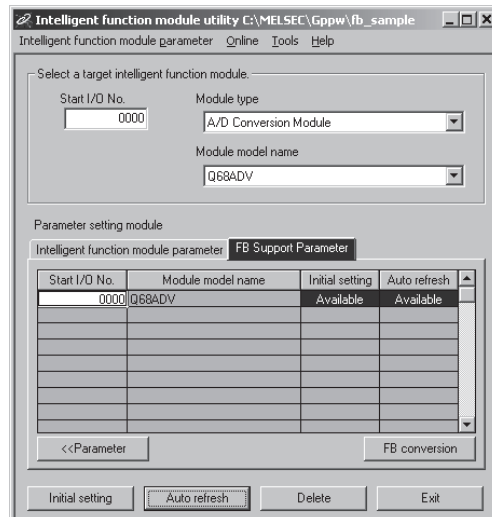 Intelligent function module utility C:\MELSEC\Gppw\fb_sample
Intelligent function module parameter Online Tools Help
Select a target intelligent function module.
Start I/O No. Module type
0000 A/D Conversion Module
Module model name
Q68ADV
Parameter setting module
Intelligent function module parameter FB Support Parameter
Start I/O No. Module model name Initial setting Auto refresh
0000 Q68ADV Available Available
<<Parameter FB conversion
Initial setting Auto refresh Delete Exit